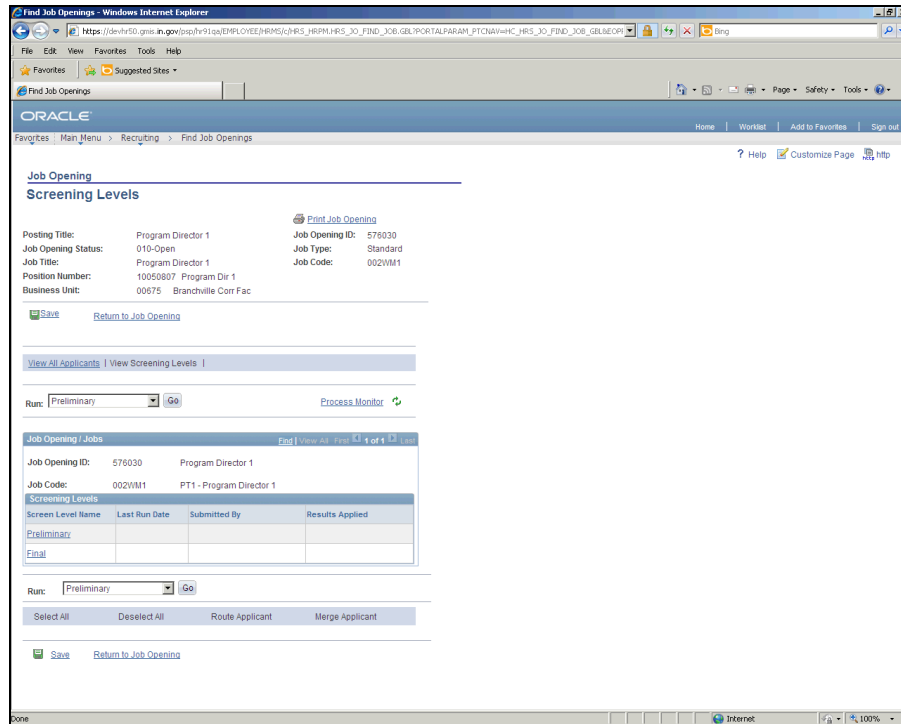 Find Job Openings - Windows Internet Explorer
https://devhr50.gmis.in.gov/psp/hr91qa/EMPLOYEE/HRMS/c/HRS_HRPM.HRS_JO_FIND_JOB.GBL?PORTALPARAM_PTCNAV=HC_HRS_JO_FIND_JOB_GBL&EOPI
Bing
File Edit View Favorites Tools Help
Favorites Suggested Sites
Find Job Openings
Page Safety Tools
ORACLE
Home | Worklist | Add to Favorites | Sign out
Favorites Main Menu > Recruiting > Find Job Openings
? Help Customize Page http
Job Opening
Screening Levels
Print Job Opening
Posting Title: Program Director 1 Job Opening ID: 576030
Job Opening Status: 010-Open Job Type: Standard
Job Title: Program Director 1 Job Code: 002WM1
Position Number: 10050807 Program Dir 1
Business Unit: 00675 Branchville Corr Fac
Save Return to Job Opening
View All Applicants | View Screening Levels |
Run: Preliminary Go Process Monitor
Job Opening / Jobs Find | View All First 1 of 1 Last
Job Opening ID: 576030 Program Director 1
Job Code: 002WM1 PT1 - Program Director 1
Screening Levels
Screen Level Name Last Run Date Submitted By Results Applied
Preliminary
Final
Run: Preliminary Go
Select All Deselect All Route Applicant Merge Applicant
Save Return to Job Opening
Done Internet 100%